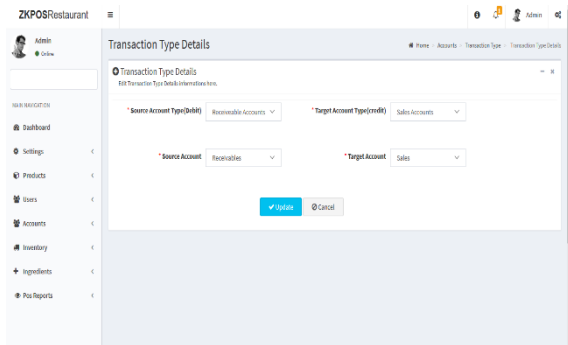 ZKPOSRestaurant
Admin
Admin
Online
Transaction Type Details
Home / Accounts / Transaction Type / Transaction Type Details
Transaction Type Details
Edit Transaction Type Details Informations here.
* Source Account Type(Debit) Receivable Accounts
* Target Account Type(credit) Sales Accounts
* Source Account Receivables
* Target Account Sales
Update Cancel
MAIN NAVIGATION
Dashboard
Settings
Products
Users
Accounts
Inventory
Ingredients
Pos Reports